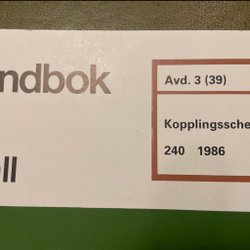 ndbok
Avd. 3 (39)
Kopplingssche
240 1986
ll